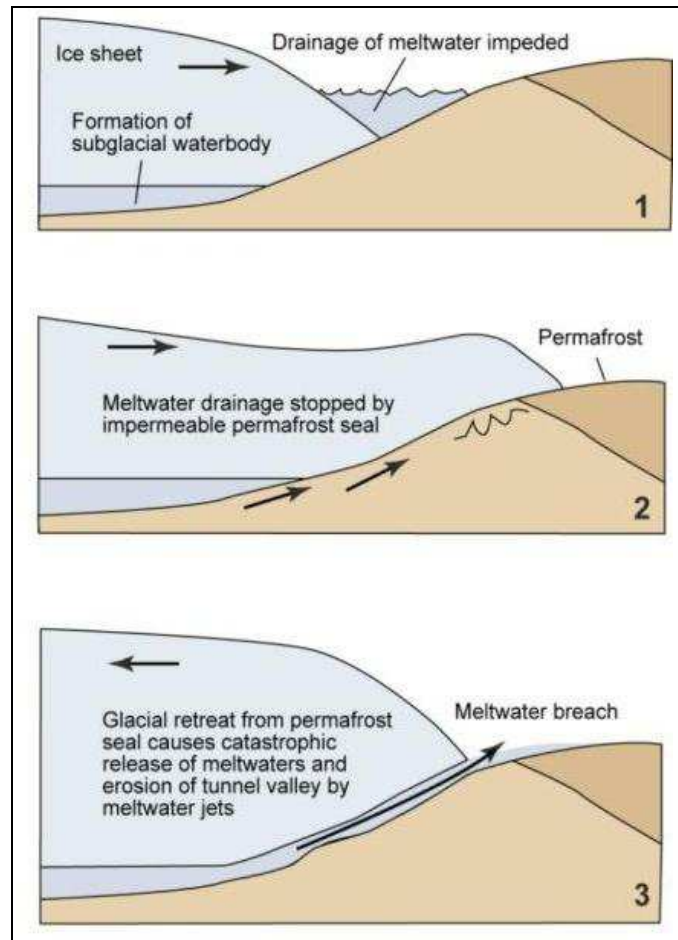 Ice sheet
Drainage of meltwater impeded
Formation of
subglacial waterbody
1
Permafrost
Meltwater drainage stopped by
impermeable permafrost seal
2
Meltwater breach
Glacial retreat from permafrost
seal causes catastrophic
release of meltwaters and
erosion of tunnel valley by
meltwater jets
3